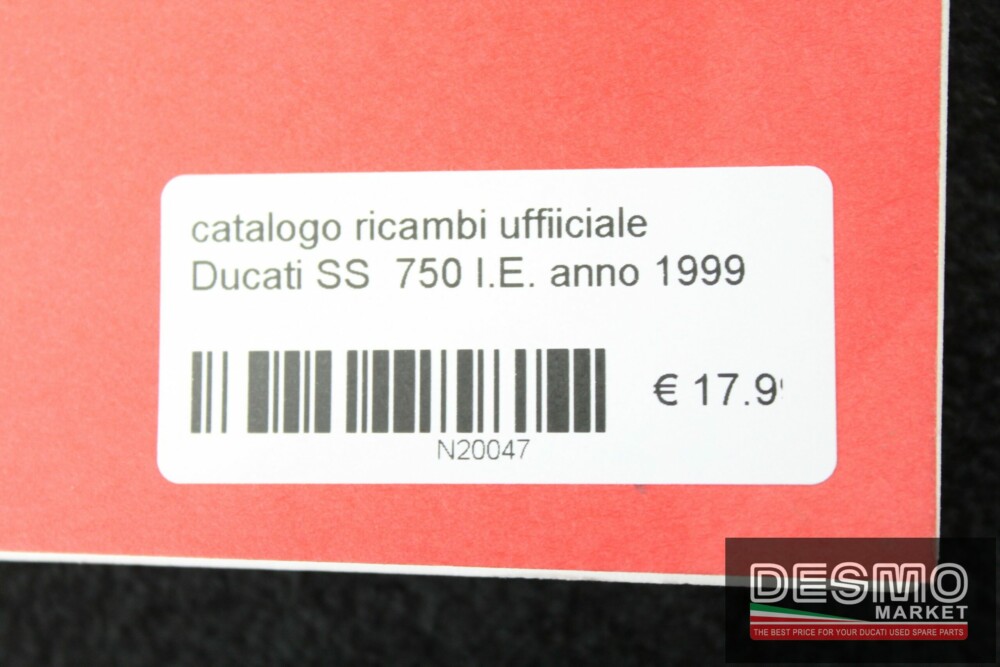 catalogo ricambi uffiiciale
Ducati SS 750 I.E. anno 1999
€ 17.9
N20047
DESMO
MARKET
THE BEST PRICE FOR YOUR DUCATI USED SPARE PARTS